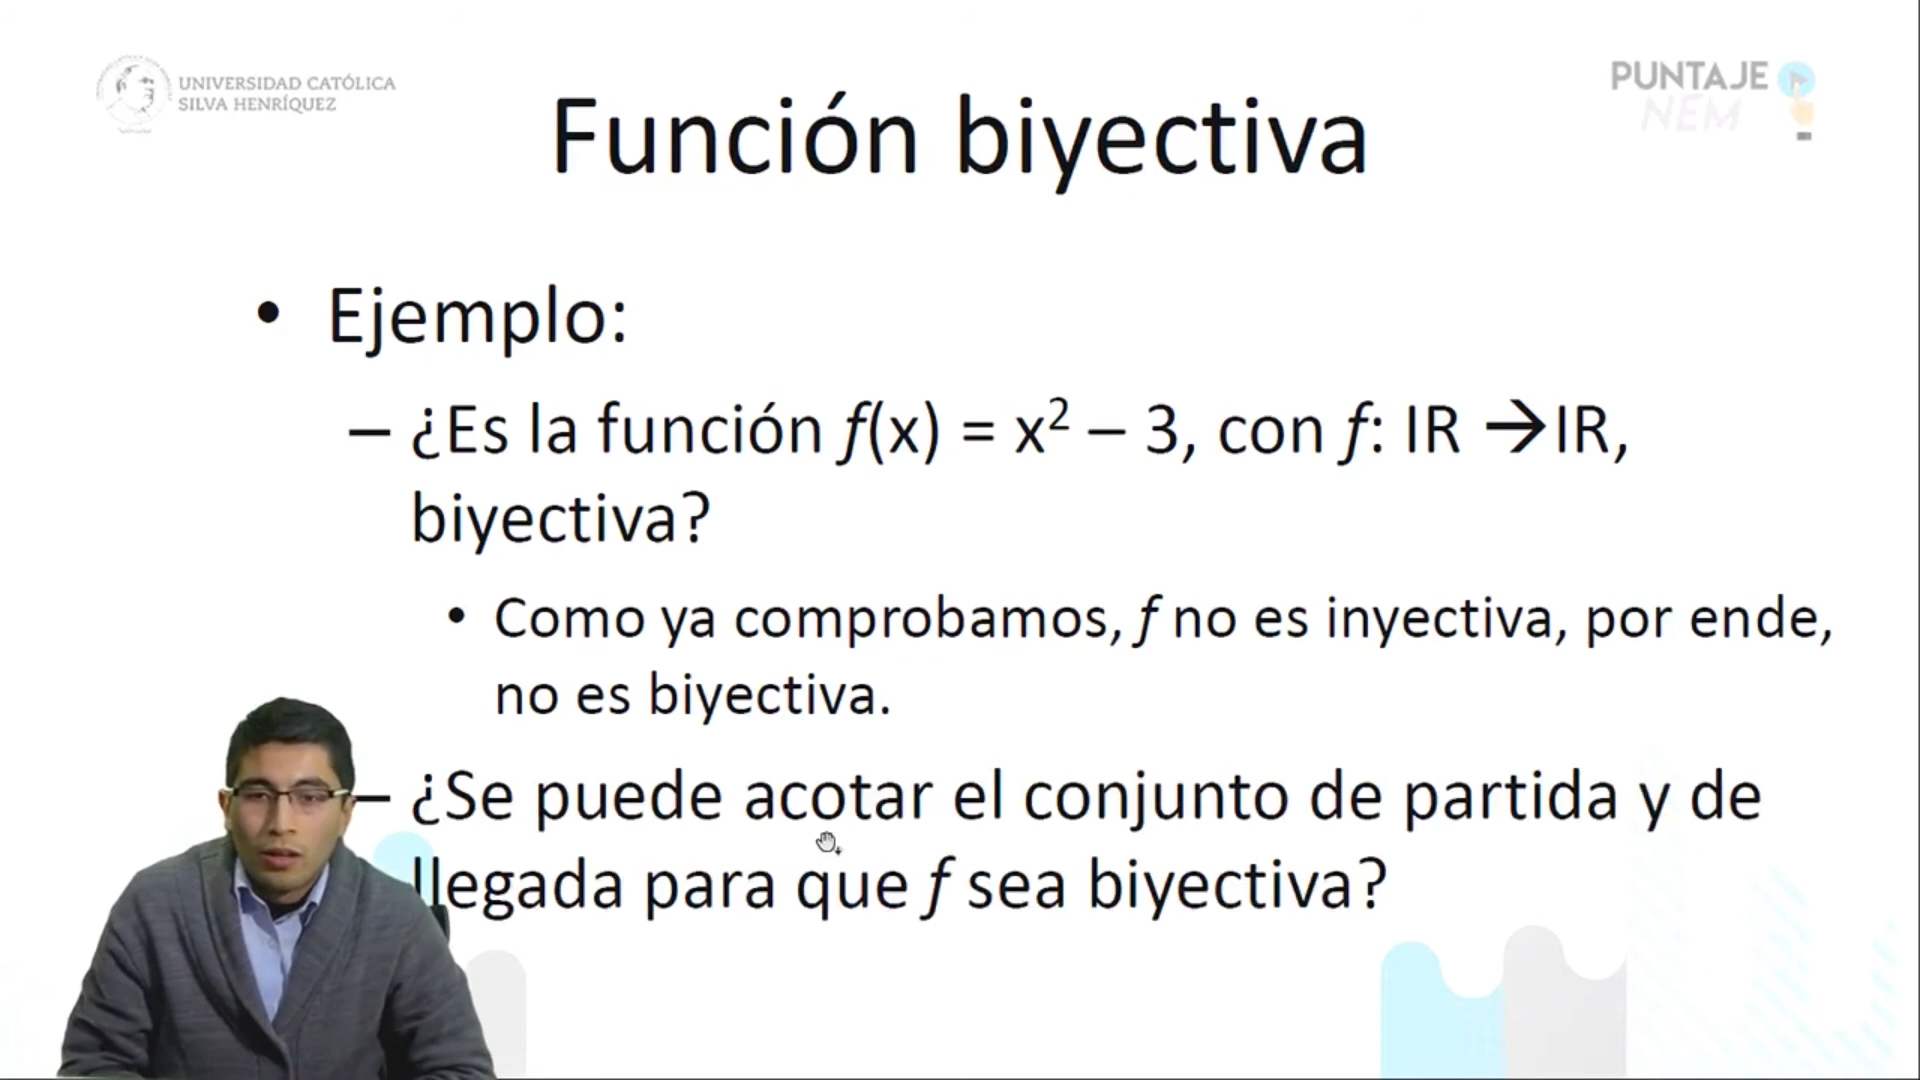 UNIVERSIDAD CATÓLICA
SILVA HENRÍQUEZ
PUNTAJE
NEM
Función biyectiva
• Ejemplo:
– ¿Es la función f(x) = x² – 3, con f: IR →IR,
biyectiva?
• Como ya comprobamos, f no es inyectiva, por ende,
no es biyectiva.
– ¿Se puede acotar el conjunto de partida y de
llegada para que f sea biyectiva?